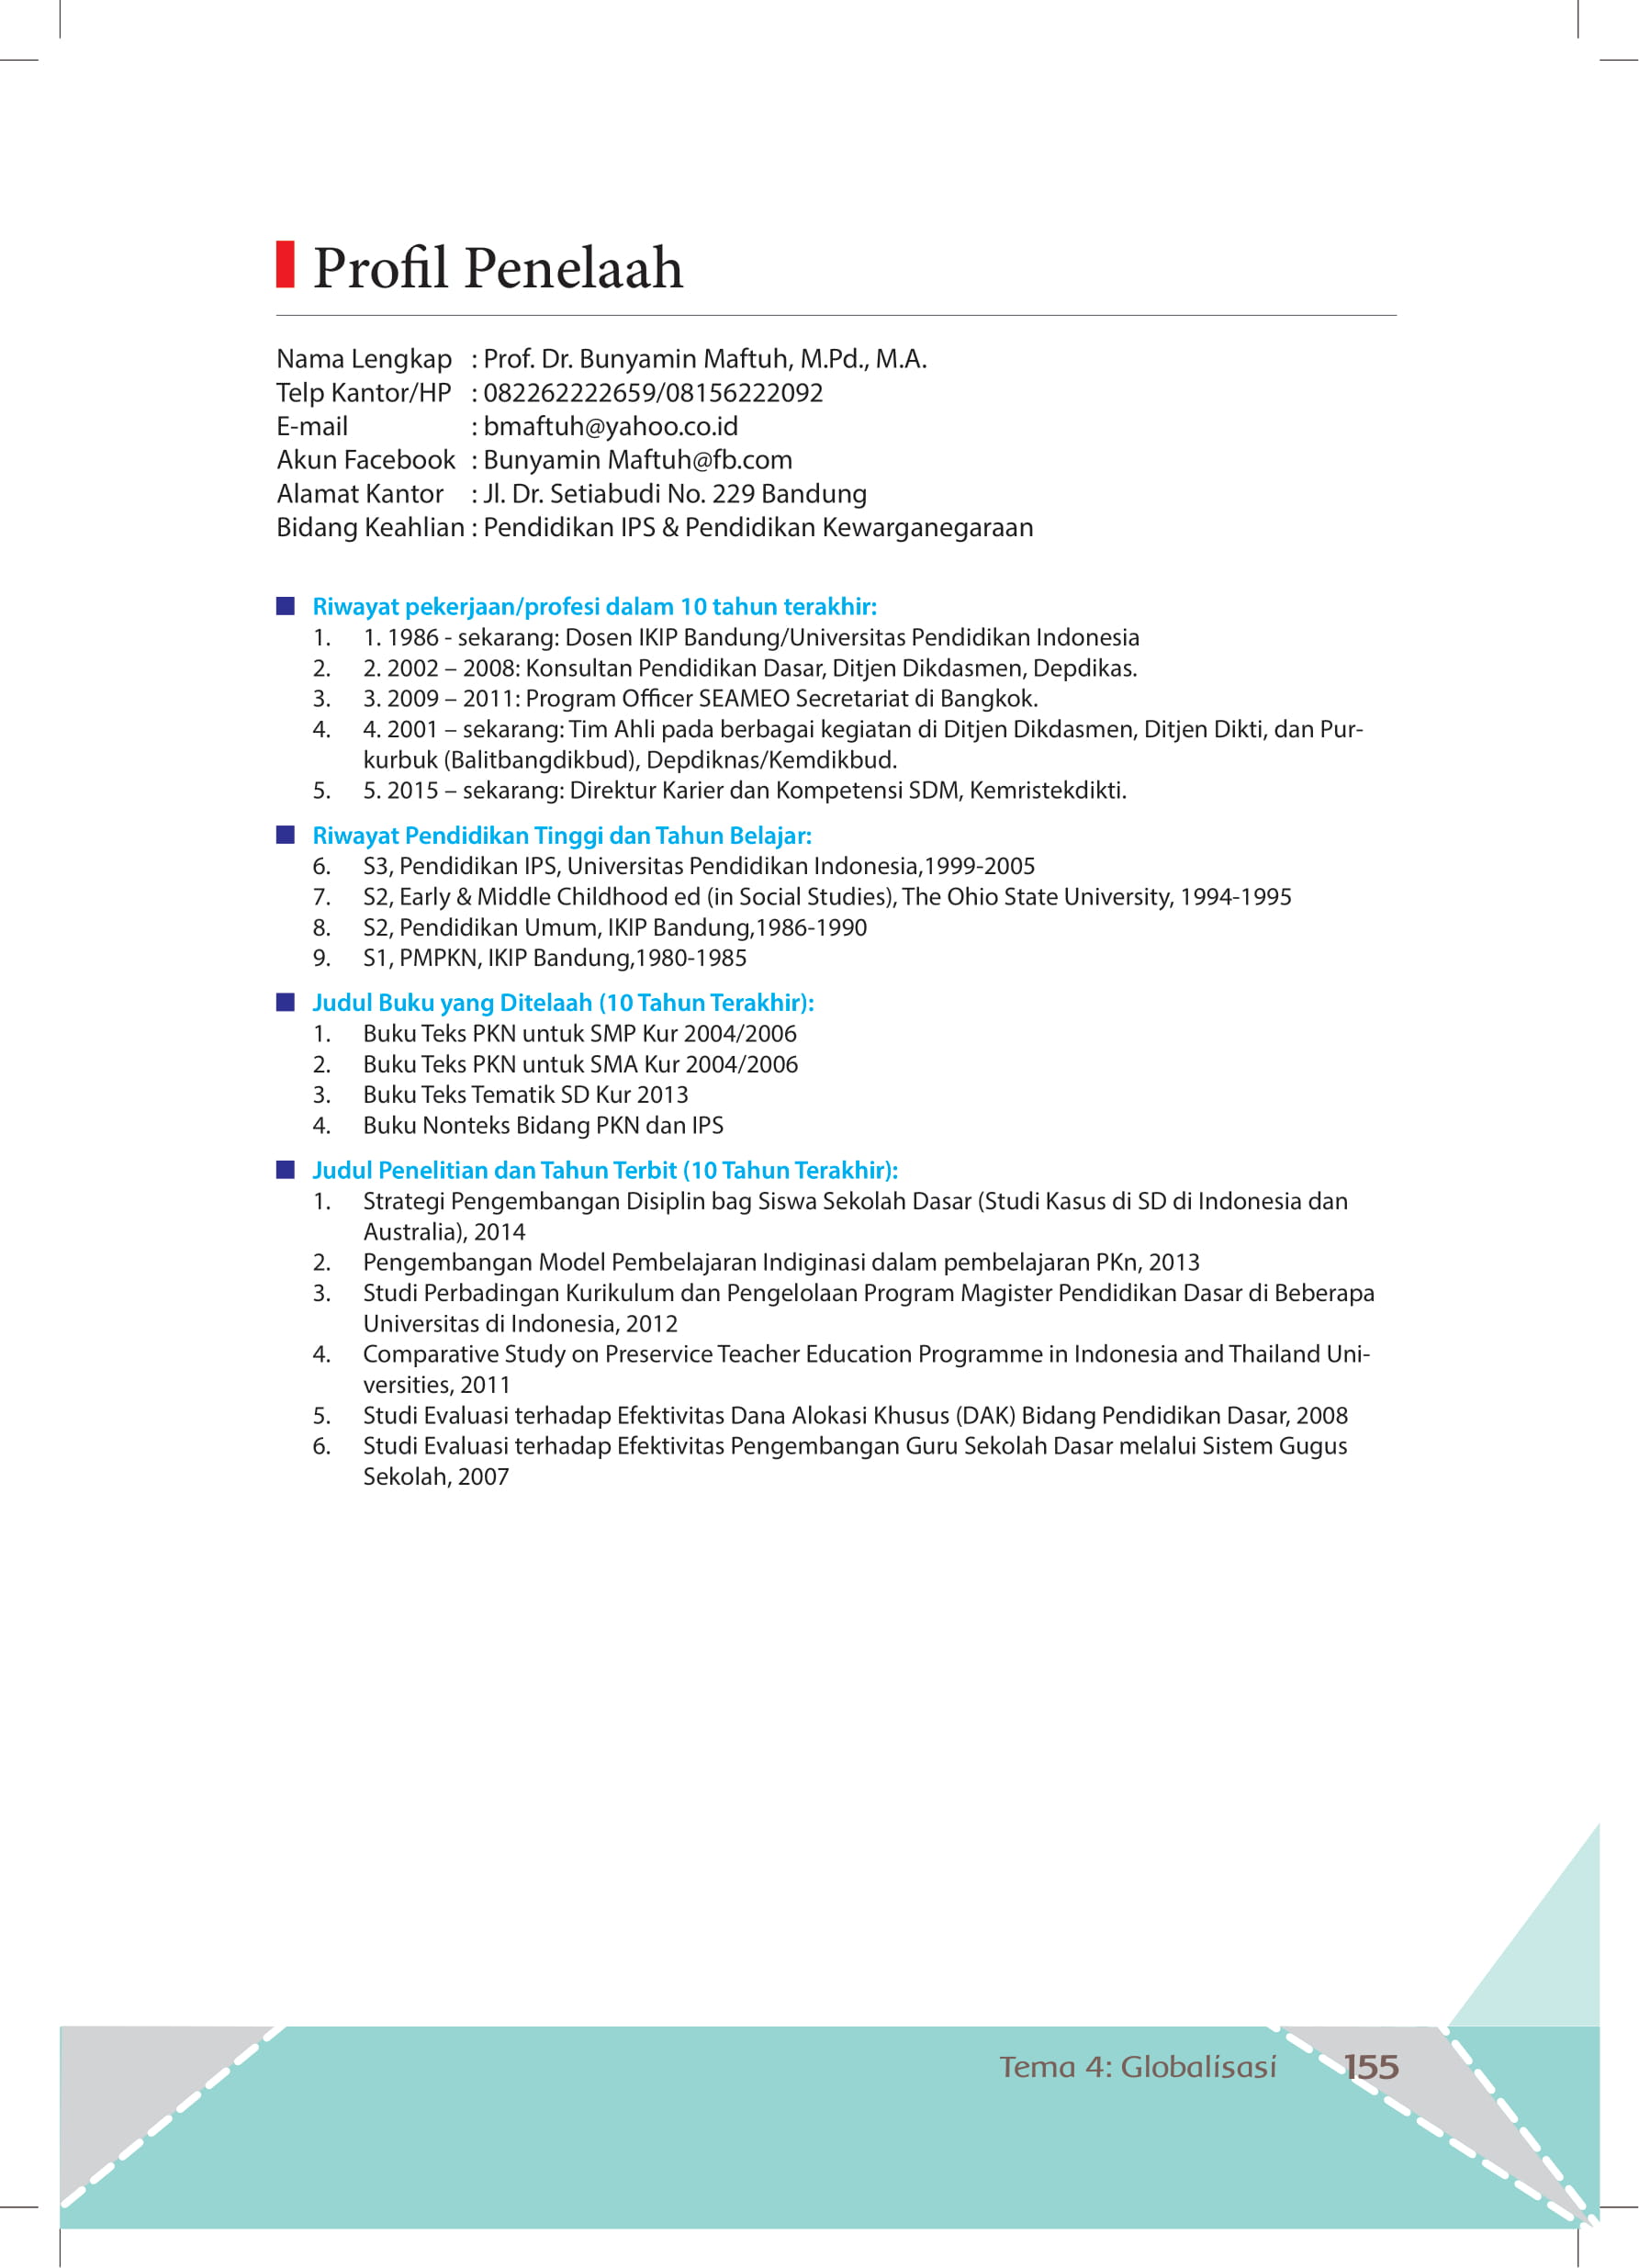 Profil Penelaah
Nama Lengkap : Prof. Dr. Bunyamin Maftuh, M.Pd., M.A.
Telp Kantor/HP : 082262222659/08156222092
E-mail : bmaftuh@yahoo.co.id
Akun Facebook : Bunyamin Maftuh@fb.com
Alamat Kantor : Jl. Dr. Setiabudi No. 229 Bandung
Bidang Keahlian : Pendidikan IPS & Pendidikan Kewarganegaraan
Riwayat pekerjaan/profesi dalam 10 tahun terakhir:
1. 1. 1986 - sekarang: Dosen IKIP Bandung/Universitas Pendidikan Indonesia
2. 2. 2002 – 2008: Konsultan Pendidikan Dasar, Ditjen Dikdasmen, Depdikas.
3. 3. 2009 – 2011: Program Officer SEAMEO Secretariat di Bangkok.
4. 4. 2001 – sekarang: Tim Ahli pada berbagai kegiatan di Ditjen Dikdasmen, Ditjen Dikti, dan Pur-
kurbuk (Balitbangdikbud), Depdiknas/Kemdikbud.
5. 5. 2015 – sekarang: Direktur Karier dan Kompetensi SDM, Kemristekdikti.
Riwayat Pendidikan Tinggi dan Tahun Belajar:
6. S3, Pendidikan IPS, Universitas Pendidikan Indonesia,1999-2005
7. S2, Early & Middle Childhood ed (in Social Studies), The Ohio State University, 1994-1995
8. S2, Pendidikan Umum, IKIP Bandung,1986-1990
9. S1, PMPKN, IKIP Bandung,1980-1985
Judul Buku yang Ditelaah (10 Tahun Terakhir):
1. Buku Teks PKN untuk SMP Kur 2004/2006
2. Buku Teks PKN untuk SMA Kur 2004/2006
3. Buku Teks Tematik SD Kur 2013
4. Buku Nonteks Bidang PKN dan IPS
Judul Penelitian dan Tahun Terbit (10 Tahun Terakhir):
1. Strategi Pengembangan Disiplin bag Siswa Sekolah Dasar (Studi Kasus di SD di Indonesia dan
Australia), 2014
2. Pengembangan Model Pembelajaran Indiginasi dalam pembelajaran PKn, 2013
3. Studi Perbadingan Kurikulum dan Pengelolaan Program Magister Pendidikan Dasar di Beberapa
Universitas di Indonesia, 2012
4. Comparative Study on Preservice Teacher Education Programme in Indonesia and Thailand Uni-
versities, 2011
5. Studi Evaluasi terhadap Efektivitas Dana Alokasi Khusus (DAK) Bidang Pendidikan Dasar, 2008
6. Studi Evaluasi terhadap Efektivitas Pengembangan Guru Sekolah Dasar melalui Sistem Gugus
Sekolah, 2007
Tema 4: Globalisasi 155